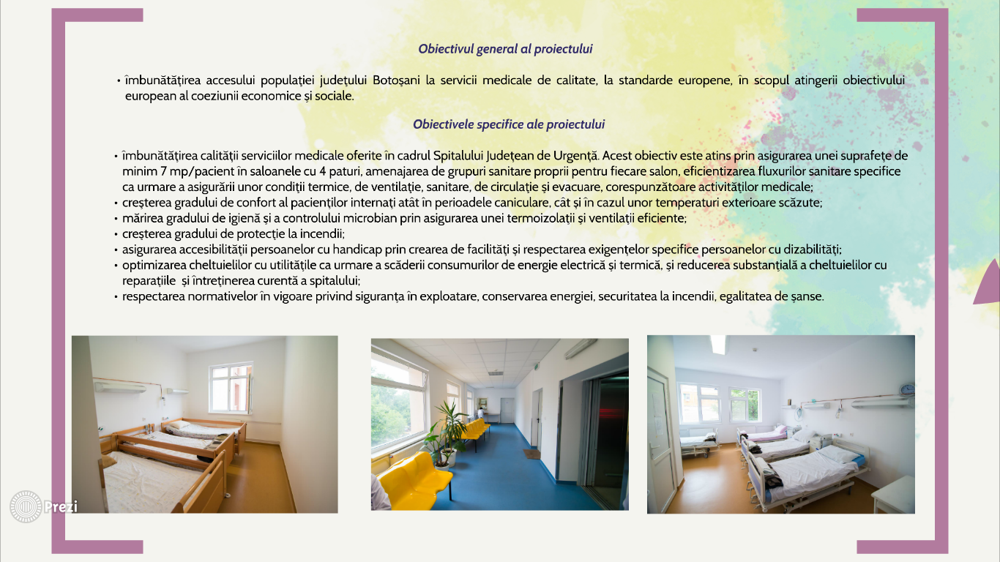 Obiectivul general al proiectului
• îmbunătățirea accesului populației județului Botoșani la servicii medicale de calitate, la standarde europene, în scopul atingerii obiectivului
european al coeziunii economice și sociale.
Obiectivele specifice ale proiectului
• îmbunătățirea calității serviciilor medicale oferite în cadrul Spitalului Județean de Urgență. Acest obiectiv este atins prin asigurarea unei suprafețe de
minim 7 mp/pacient în saloanele cu 4 paturi, amenajarea de grupuri sanitare proprii pentru fiecare salon, eficientizarea fluxurilor sanitare specifice
ca urmare a asigurării unor condiții termice, de ventilație, sanitare, de circulație și evacuare, corespunzătoare activităților medicale;
• creșterea gradului de confort al pacienților internați atât în perioadele caniculare, cât și în cazul unor temperaturi exterioare scăzute;
• mărirea gradului de igienă și a controlului microbian prin asigurarea unei termoizolații și ventilații eficiente;
• creșterea gradului de protecție la incendii;
• asigurarea accesibilității persoanelor cu handicap prin crearea de facilități și respectarea exigențelor specifice persoanelor cu dizabilități;
• optimizarea cheltuielilor cu utilitățile ca urmare a scăderii consumurilor de energie electrică și termică, și reducerea substanțială a cheltuielilor cu
reparațiile și întreținerea curentă a spitalului;
• respectarea normativelor în vigoare privind siguranța în exploatare, conservarea energiei, securitatea la incendii, egalitatea de șanse.
Prezi